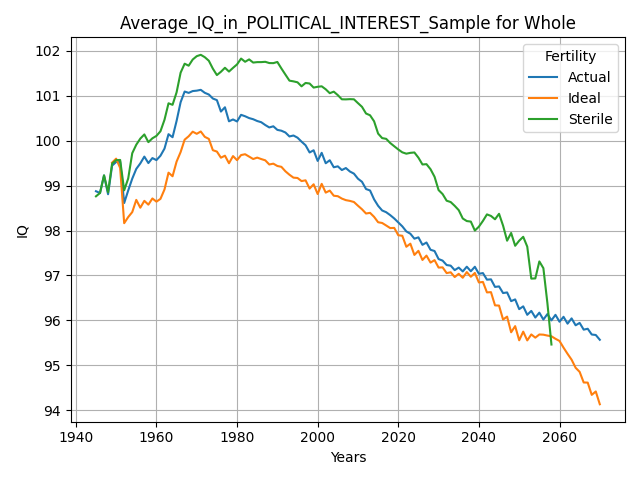 Average_IQ_in_POLITICAL_INTEREST_Sample for Whole
Fertility
Actual
Ideal
Sterile
IQ
102
101
100
99
98
97
96
95
94
1940
1960
1980
2000
2020
2040
2060
Years